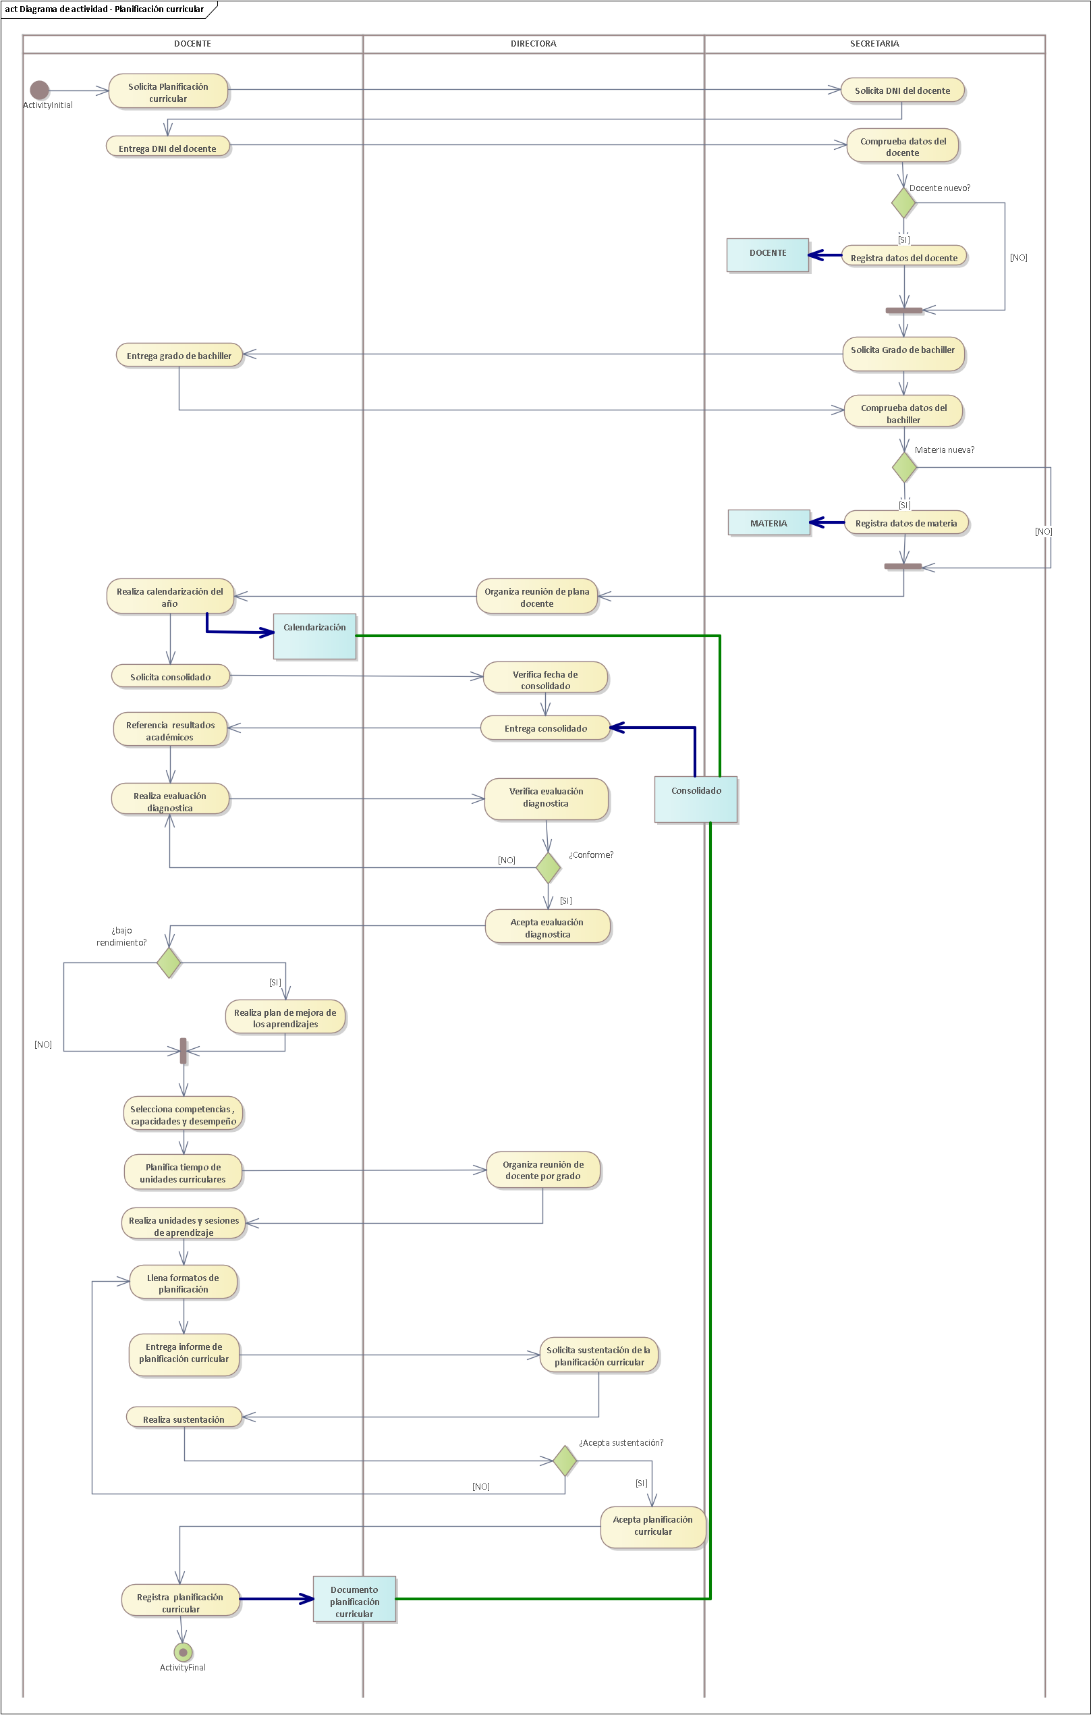 act Diagrama de actividad - Planificación curricular
DOCENTE
DIRECTORA
SECRETARIA
ActivityInitial
Solicita Planificación
curricular
Solicita DNI del docente
Entrega DNI del docente
Comprueba datos del
docente
Docente nuevo?
[SI]
[NO]
DOCENTE
Registra datos del docente
Entrega grado de bachiller
Solicita Grado de bachiller
Comprueba datos del
bachiller
Materia nueva?
[SI]
[NO]
MATERIA
Registra datos de materia
Realiza calendarización del
año
Organiza reunión de plana
docente
Calendarización
Solicita consolidado
Verifica fecha de
consolidado
Referencia  resultados
académicos
Entrega consolidado
Realiza evaluación
diagnostica
Verifica evaluación
diagnostica
Consolidado
¿Conforme?
[NO]
[SI]
Acepta evaluación
diagnostica
¿bajo
rendimiento?
[SI]
Realiza plan de mejora de
los aprendizajes
[NO]
Selecciona competencias ,
capacidades y desempeño
Planifica tiempo de
unidades curriculares
Organiza reunión de
docente por grado
Realiza unidades y sesiones
de aprendizaje
Llena formatos de
planificación
Entrega informe de
planificación curricular
Solicita sustentación de la
planificación curricular
Realiza sustentación
¿Acepta sustentación?
[NO]
[SI]
Acepta planificación
curricular
Registra  planificación
curricular
Documento
planificación
curricular
ActivityFinal